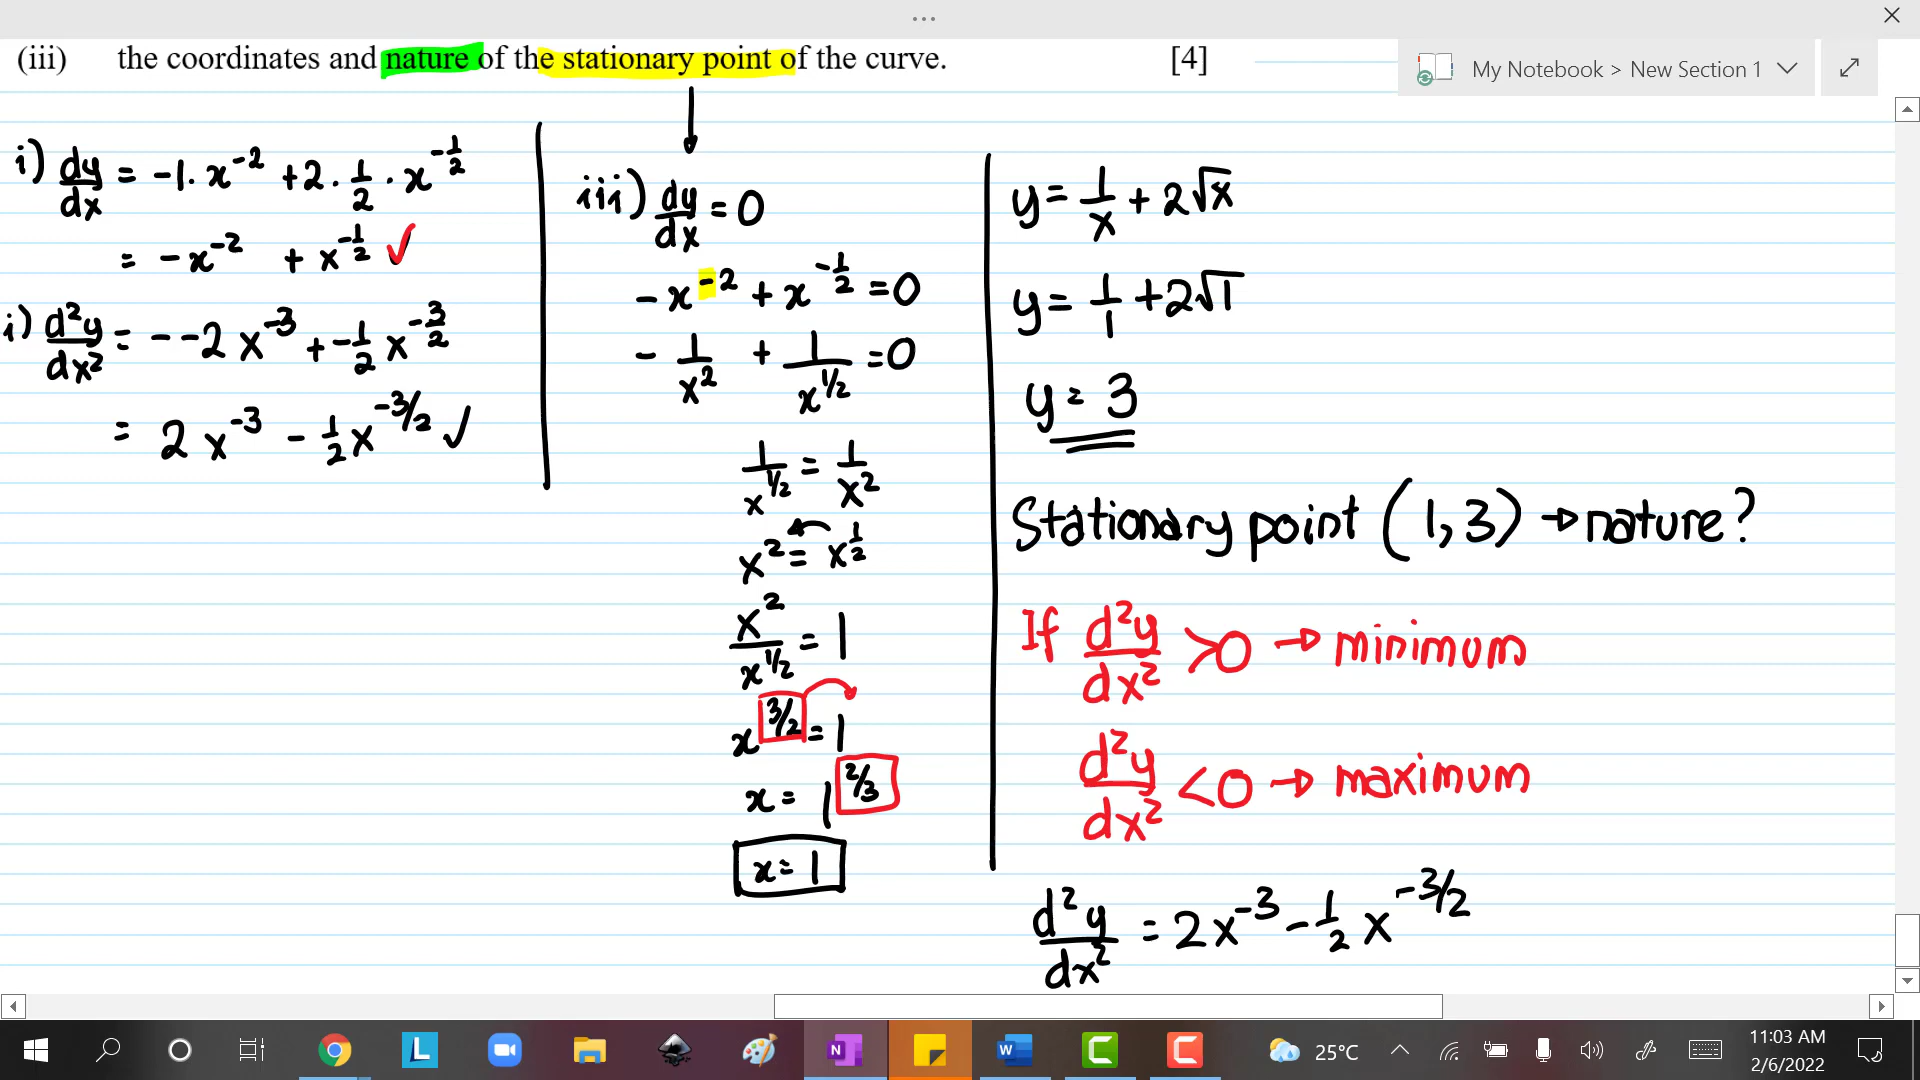 (iii) the coordinates and nature of the stationary point of the curve. [4]
My Notebook > New Section 1
i) dy/dx = -1·x^-2 + 2·1/2·x^-1/2
= -x^-2 + x^-1/2 ✓
i) d²y/dx² = --2x^-3 + -1/2 x^-3/2
= 2x^-3 - 1/2 x^-3/2 ✓
iii) dy/dx = 0
-x^-2 + x^-1/2 = 0
- 1/x² + 1/x^1/2 = 0
1/x^1/2 = 1/x²
x² = x^1/2
x²/x^1/2 = 1
x^3/2 = 1
x = 1^2/3
x = 1
y = 1/x + 2√x
y = 1/1 + 2√1
y = 3
Stationary point (1,3) → nature?
If d²y/dx² > 0 → minimum
d²y/dx² < 0 → maximum
d²y/dx² = 2x^-3 - 1/2 x^-3/2
25°C
11:03 AM
2/6/2022